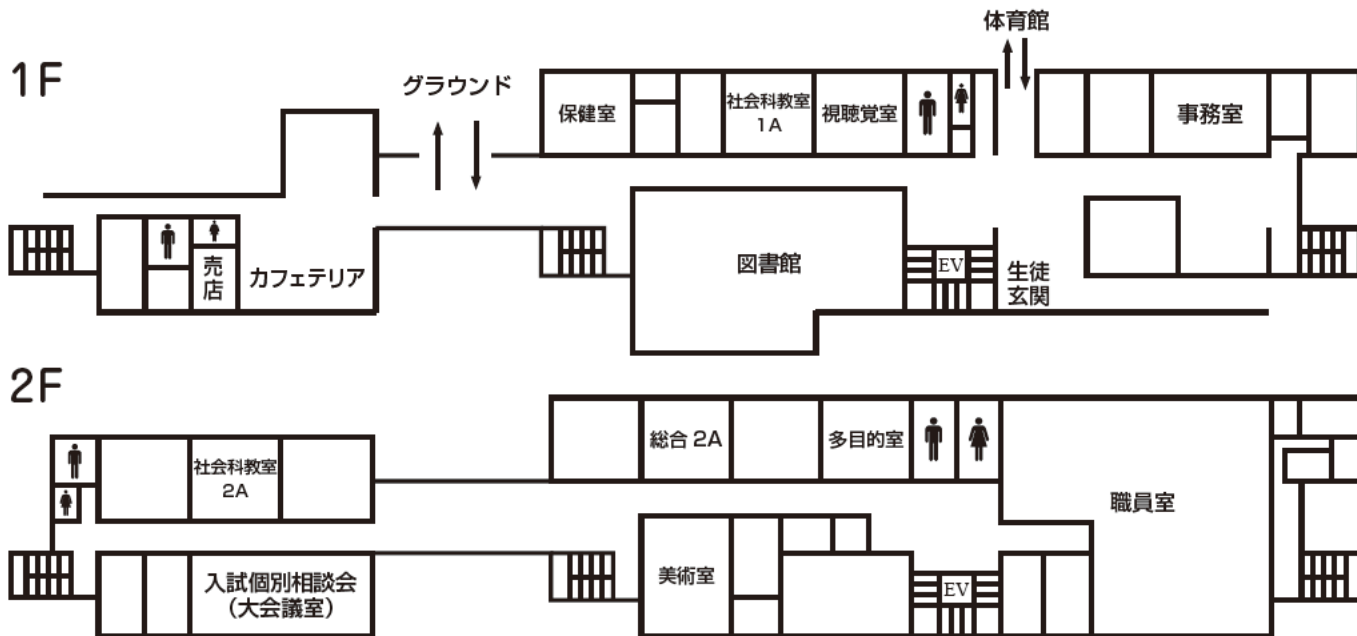 体育館
1F
グラウンド
保健室
社会科教室
1A
視聴覚室
事務室
売店
カフェテリア
図書館
EV
生徒
玄関
2F
総合 2A
多目的室
社会科教室
2A
職員室
入試個別相談会
(大会議室)
美術室
EV